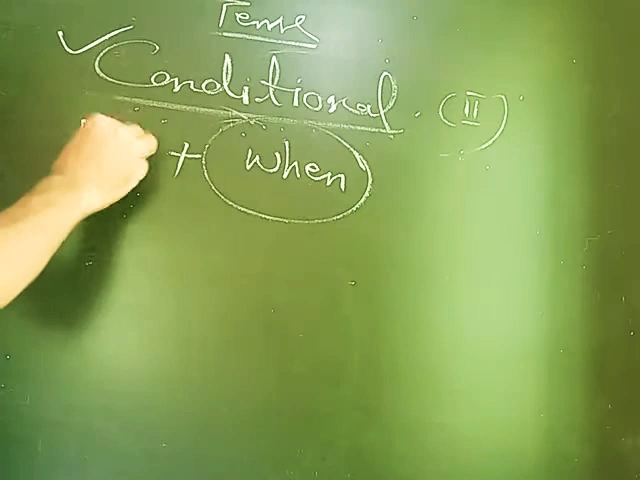 Tense
Conditional. (II)
+ when